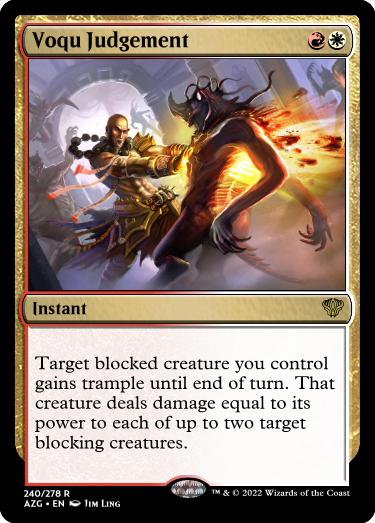 Voqu Judgement
Instant
Target blocked creature you control
gains trample until end of turn. That
creature deals damage equal to its
power to each of up to two target
blocking creatures.
240/278 R
AZG • EN Jim Ling
™ & © 2022 Wizards of the Coast